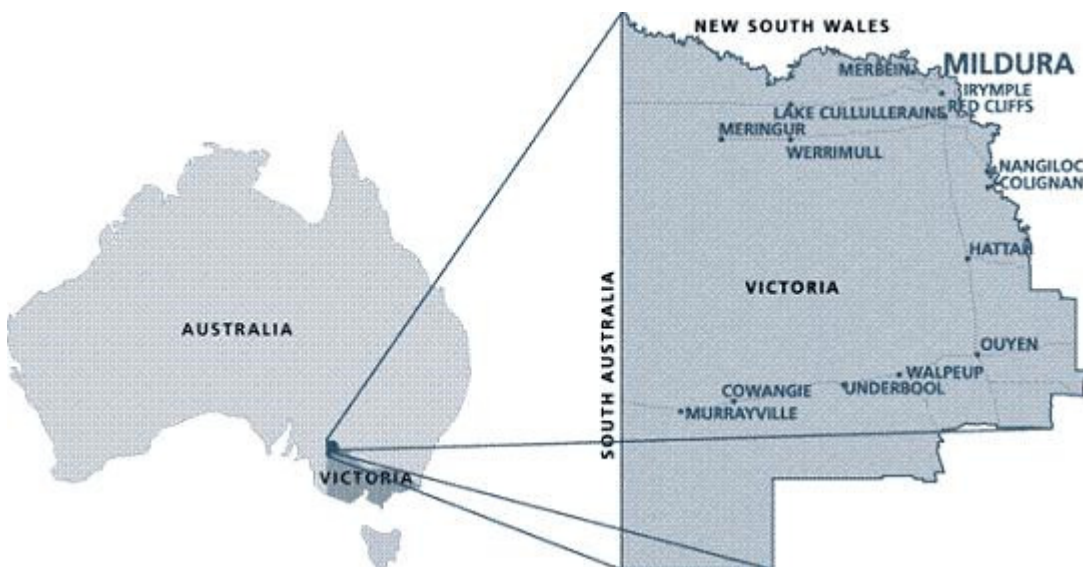 AUSTRALIA
VICTORIA
NEW SOUTH WALES
SOUTH AUSTRALIA
MERBEIN
MILDURA
IRYMPLE
RED CLIFFS
LAKE CULLULLERAINE
MERINGUR
WERRIMULL
NANGILOC
COLIGNAN
HATTAH
VICTORIA
OUYEN
WALPEUP
UNDERBOOL
COWANGIE
MURRAYVILLE